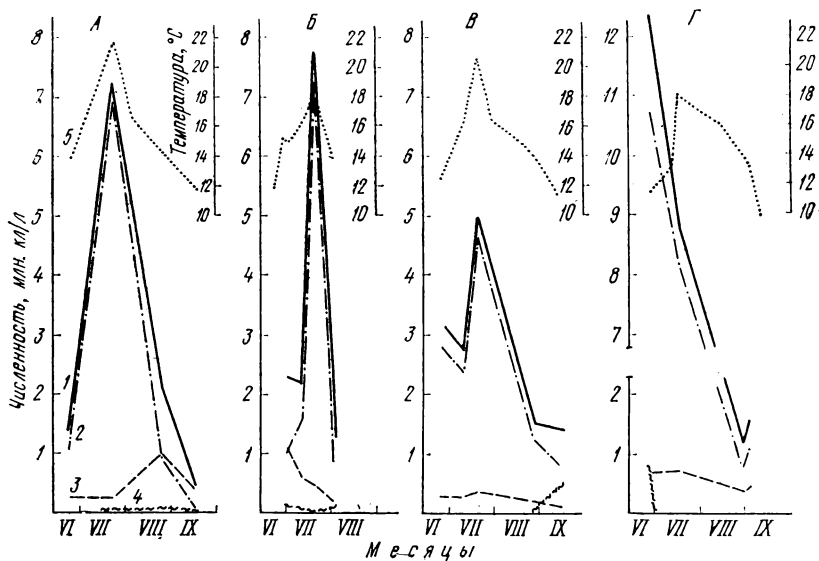 А Б В Г
Численность, млн. кл/л
8 7 6 5 4 3 2 1
Температура, °С
22 20 18 16 14 12 10
5 1 2 3 4
VI VII VIII IX
8 7 6 5 4 3 2 1
22 20 18 16 14 12 10
VI VII VIII
8 7 6 5 4 3 2 1
22 20 18 16 14 12 10
VI VII VIII IX
12 11 10 9 8 7 2 1
22 20 18 16 14 12 10
VI VII VIII IX
Месяцы